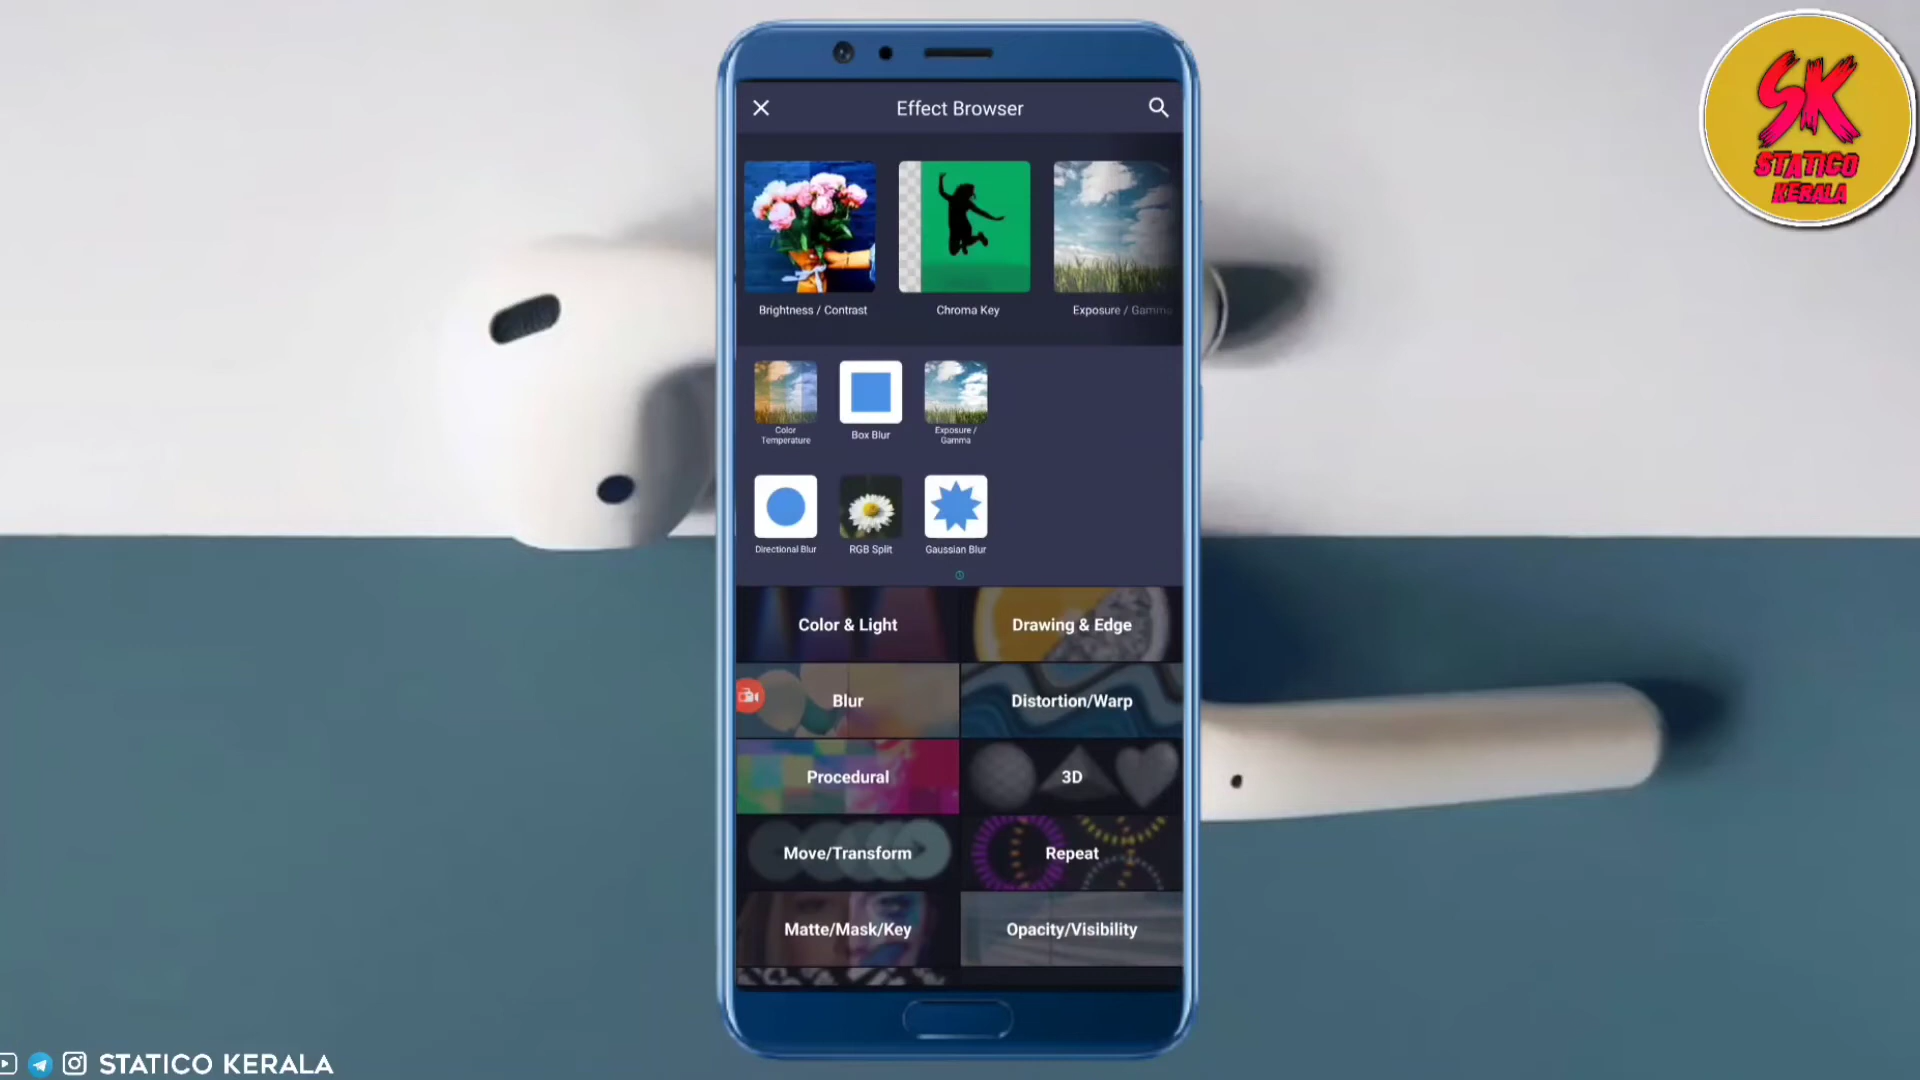 SK
STATICO
KERALA
Effect Browser
Brightness / Contrast
Chroma Key
Exposure / Gamma
Color
Temperature
Box Blur
Exposure /
Gamma
Directional Blur
RGB Split
Gaussian Blur
Color & Light
Drawing & Edge
Blur
Distortion/Warp
Procedural
3D
Move/Transform
Repeat
Matte/Mask/Key
Opacity/Visibility
STATICO KERALA